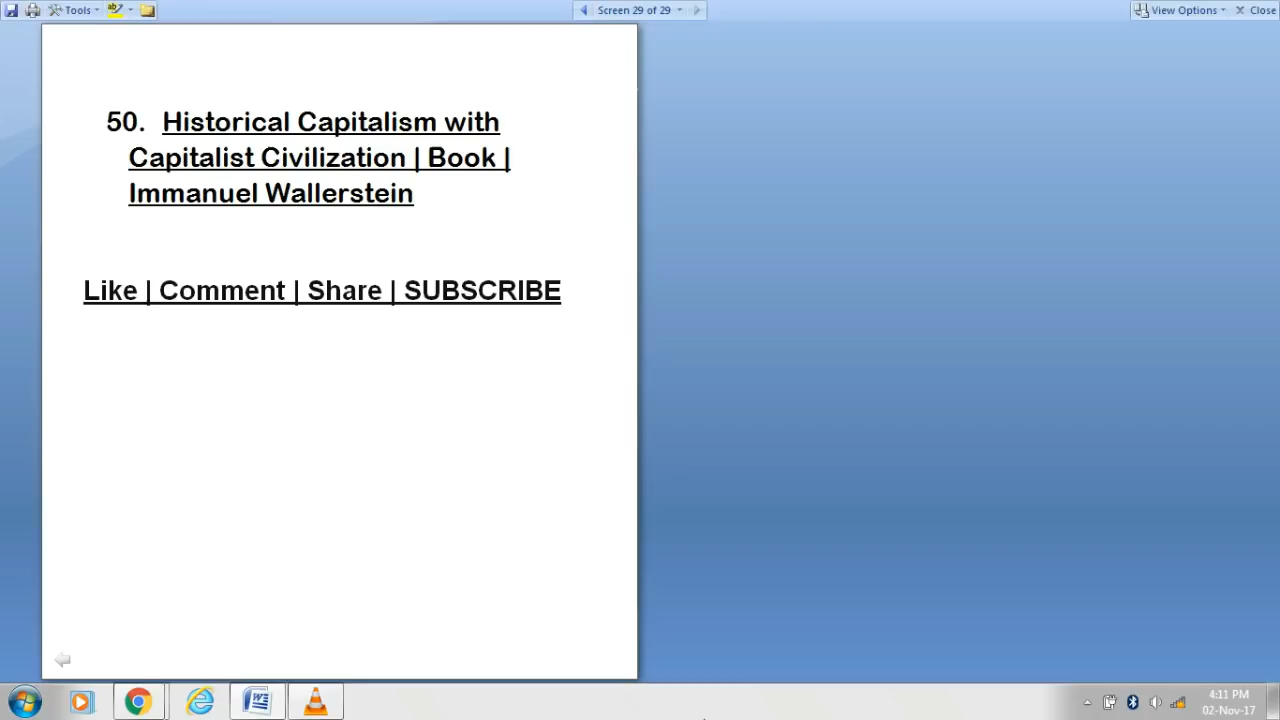 Tools
Screen 29 of 29
View Options
Close
50. Historical Capitalism with
Capitalist Civilization | Book |
Immanuel Wallerstein
Like | Comment | Share | SUBSCRIBE
4:11 PM
02-Nov-17